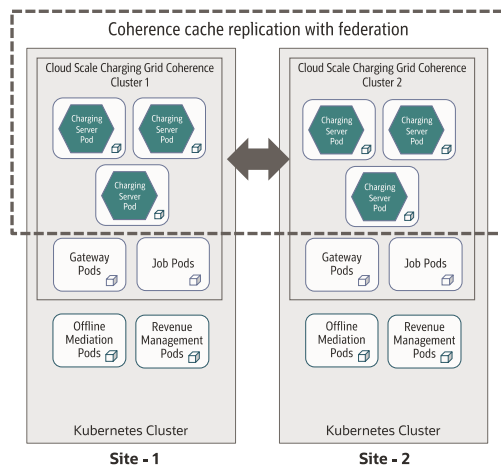 Coherence cache replication with federation
Cloud Scale Charging Grid Coherence
Cluster 1
Charging
Server
Pod
Charging
Server
Pod
Charging
Server
Pod
Gateway
Pods
Job Pods
Offline
Mediation
Pods
Revenue
Management
Pods
Kubernetes Cluster
Site - 1
Cloud Scale Charging Grid Coherence
Cluster 2
Charging
Server
Pod
Charging
Server
Pod
Charging
Server
Pod
Gateway
Pods
Job Pods
Offline
Mediation
Pods
Revenue
Management
Pods
Kubernetes Cluster
Site - 2